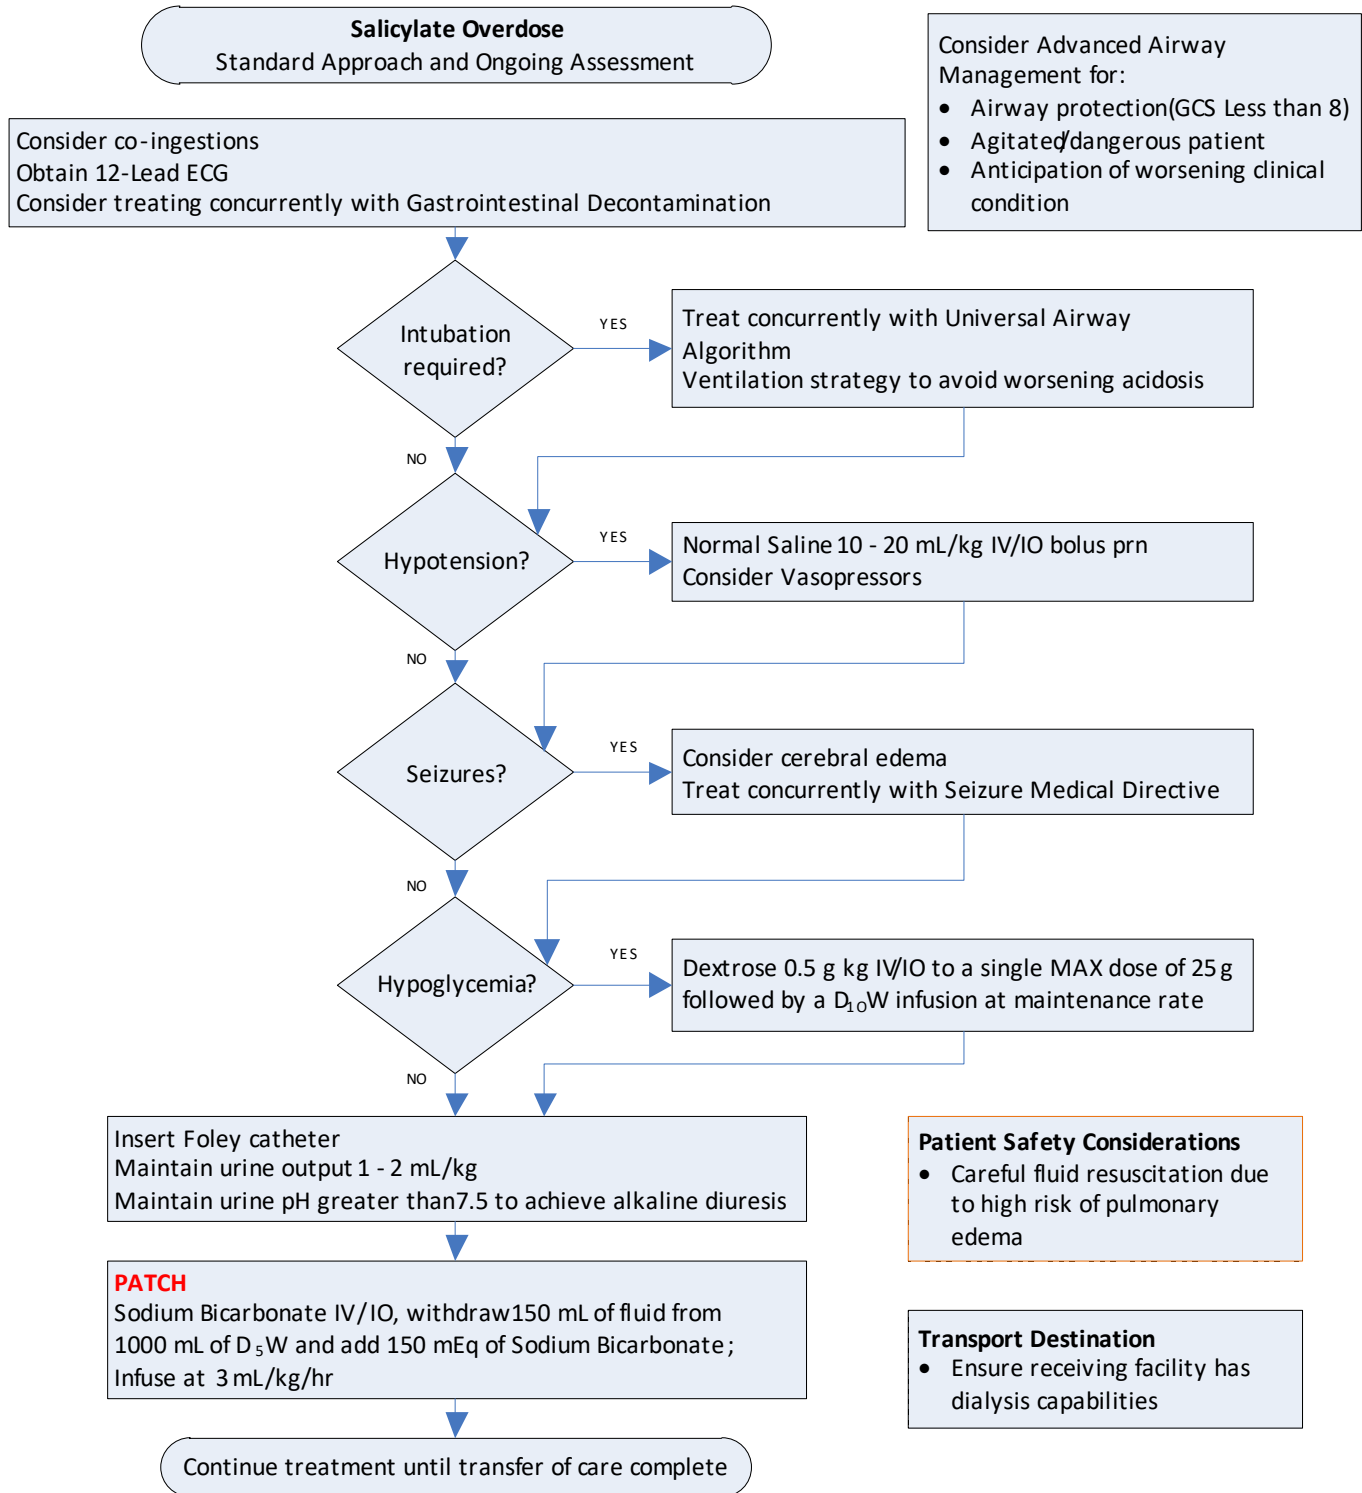 Salicylate Overdose
Standard Approach and Ongoing Assessment
Consider Advanced Airway
Management for:
• Airway protection(GCS Less than 8)
• Agitated/dangerous patient
• Anticipation of worsening clinical
condition
Consider co-ingestions
Obtain 12-Lead ECG
Consider treating concurrently with Gastrointestinal Decontamination
Intubation
required?
YES
Treat concurrently with Universal Airway
Algorithm
Ventilation strategy to avoid worsening acidosis
NO
Hypotension?
YES
Normal Saline 10 - 20 mL/kg IV/IO bolus prn
Consider Vasopressors
NO
Seizures?
YES
Consider cerebral edema
Treat concurrently with Seizure Medical Directive
NO
Hypoglycemia?
YES
Dextrose 0.5 g kg IV/IO to a single MAX dose of 25 g
followed by a D₁₀W infusion at maintenance rate
NO
Insert Foley catheter
Maintain urine output 1 - 2 mL/kg
Maintain urine pH greater than7.5 to achieve alkaline diuresis
PATCH
Sodium Bicarbonate IV/IO, withdraw 150 mL of fluid from
1000 mL of D₅W and add 150 mEq of Sodium Bicarbonate;
Infuse at 3 mL/kg/hr
Continue treatment until transfer of care complete
Patient Safety Considerations
• Careful fluid resuscitation due
to high risk of pulmonary
edema
Transport Destination
• Ensure receiving facility has
dialysis capabilities